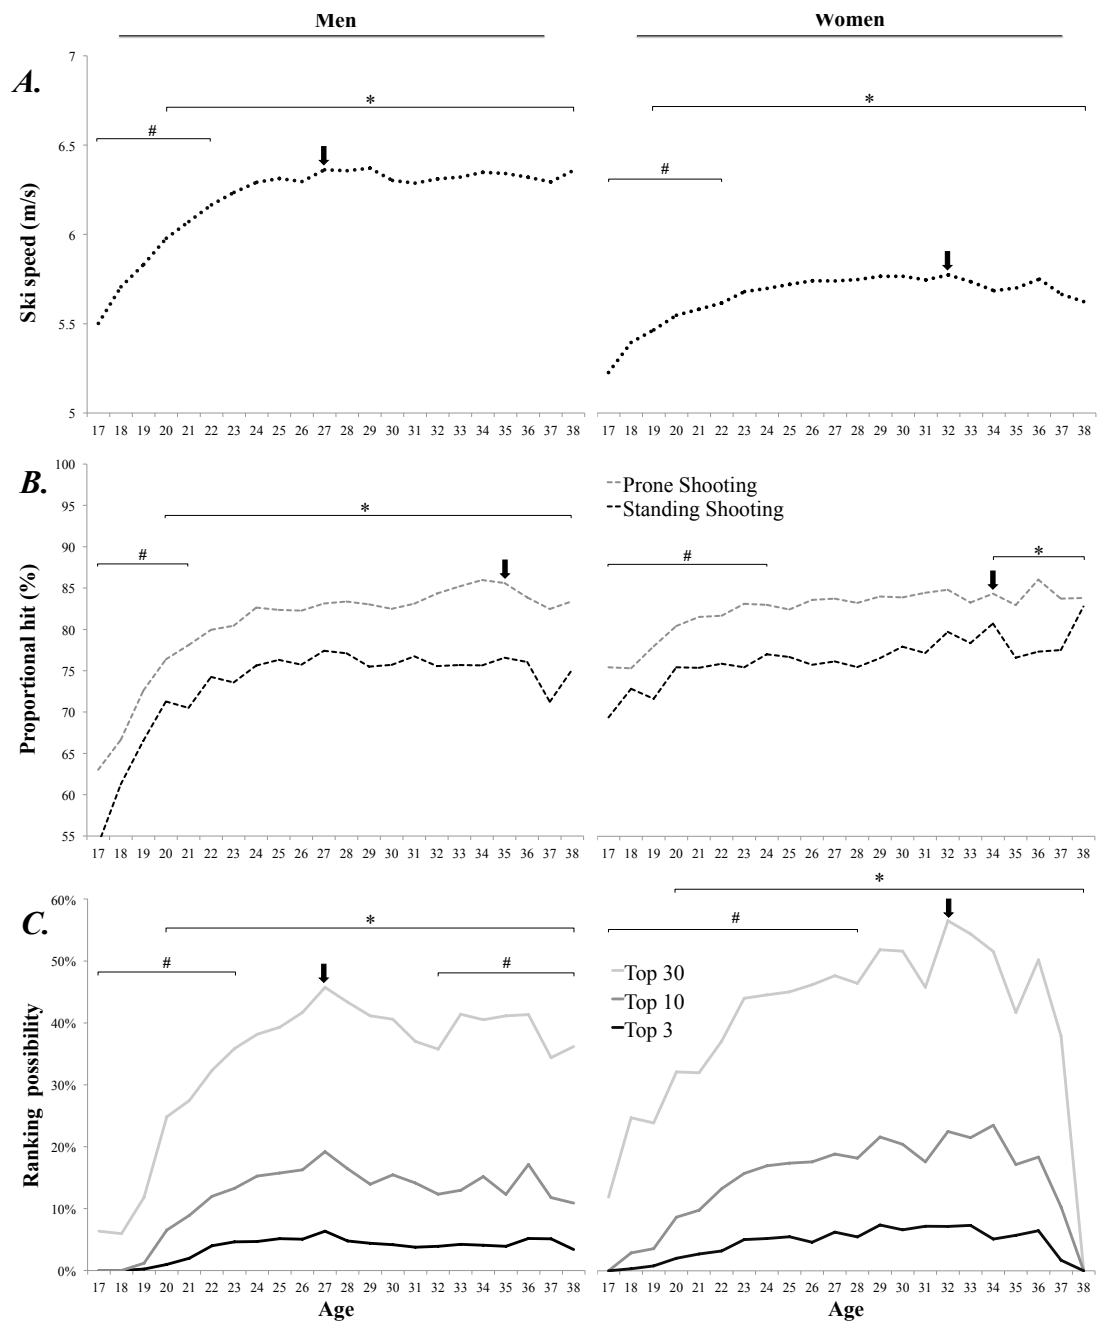 Men
Women
A.
Ski speed (m/s)
7
6.5
6
5.5
5
*
#
*
#
17 18 19 20 21 22 23 24 25 26 27 28 29 30 31 32 33 34 35 36 37 38
17 18 19 20 21 22 23 24 25 26 27 28 29 30 31 32 33 34 35 36 37 38
B.
Proportional hit (%)
100
95
90
85
80
75
70
65
60
55
*
#
Prone Shooting
Standing Shooting
#
*
17 18 19 20 21 22 23 24 25 26 27 28 29 30 31 32 33 34 35 36 37 38
17 18 19 20 21 22 23 24 25 26 27 28 29 30 31 32 33 34 35 36 37 38
C.
Ranking possibility
60%
50%
40%
30%
20%
10%
0%
*
#
#
*
#
Top 30
Top 10
Top 3
17 18 19 20 21 22 23 24 25 26 27 28 29 30 31 32 33 34 35 36 37 38
17 18 19 20 21 22 23 24 25 26 27 28 29 30 31 32 33 34 35 36 37 38
Age
Age